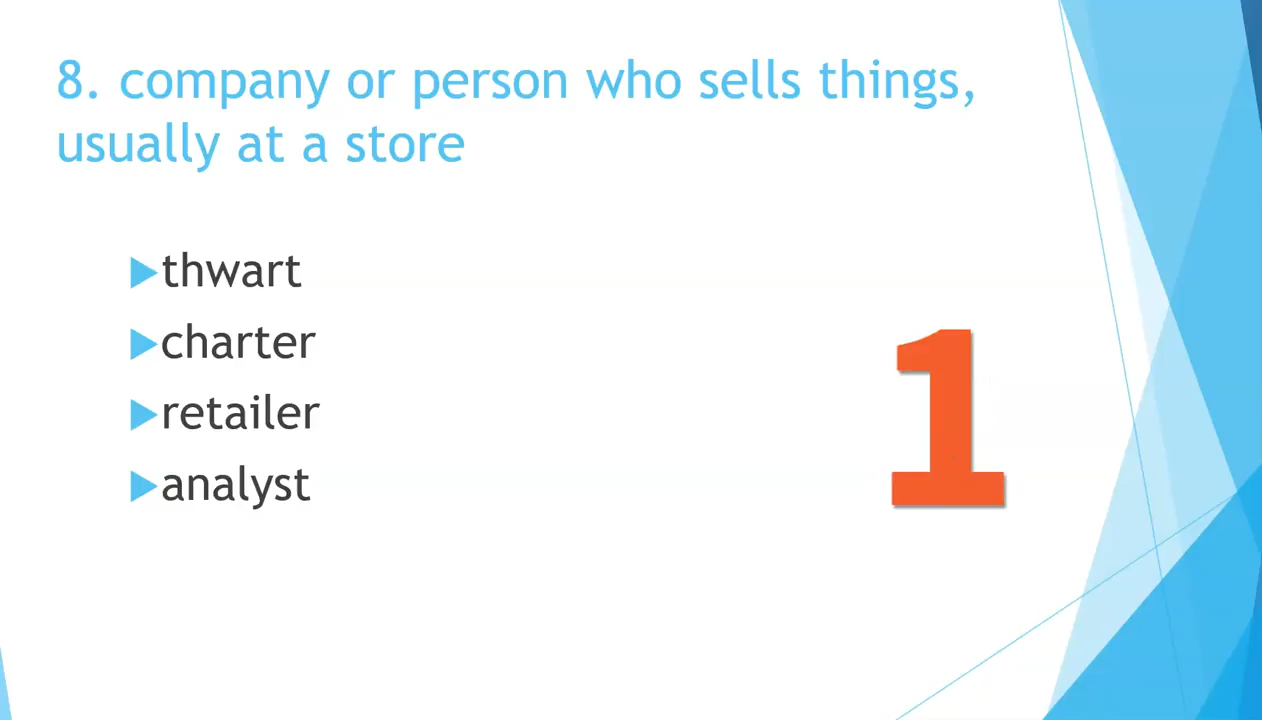 8. company or person who sells things,
usually at a store
thwart
charter
retailer
analyst
1